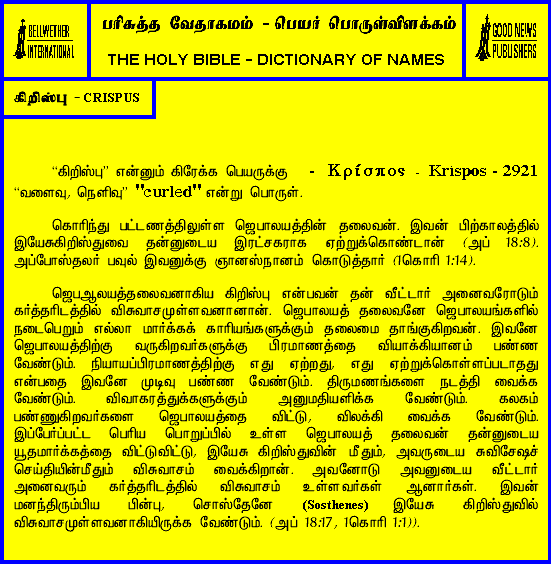 BELLWETHER
INTERNATIONAL
பரிசுத்த வேதாகமம் - பெயர் பொருள்விளக்கம்
THE HOLY BIBLE - DICTIONARY OF NAMES
GOOD NEWS
PUBLISHERS
கிறிஸ்பு - CRISPUS
“கிறிஸ்பு” என்னும் கிரேக்க பெயருக்கு - Κρίσπος - Krispos - 2921
“வளைவு, நெளிவு” "curled" என்று பொருள்.
கொரிந்து பட்டணத்திலுள்ள ஜெபாலயத்தின் தலைவன். இவன் பிற்காலத்தில்
இயேசுகிறிஸ்துவை தன்னுடைய இரட்சகராக ஏற்றுக்கொண்டான் (அப் 18:8).
அப்போஸ்தலர் பவுல் இவனுக்கு ஞானஸ்நானம் கொடுத்தார் (1கொரி 1:14).
ஜெபஆலயத்தலைவனாகிய கிறிஸ்பு என்பவன் தன் வீட்டார் அனைவரோடும்
கர்த்தரிடத்தில் விசுவாசமுள்ளவனானான். ஜெபாலயத் தலைவனே ஜெபாலயங்களில்
நடைபெறும் எல்லா மார்க்கக் காரியங்களுக்கும் தலைமை தாங்குகிறவன். இவனே
ஜெபாலயத்திற்கு வருகிறவர்களுக்கு பிரமாணத்தை வியாக்கியானம் பண்ண
வேண்டும். நியாயப்பிரமாணத்திற்கு எது ஏற்றது, எது ஏற்றுக்கொள்ளப்படாதது
என்பதை இவனே முடிவு பண்ண வேண்டும். திருமணங்களை நடத்தி வைக்க
வேண்டும். விவாகரத்துக்களுக்கும் அனுமதியளிக்க வேண்டும். கலகம்
பண்ணுகிறவர்களை ஜெபாலயத்தை விட்டு, விலக்கி வைக்க வேண்டும்.
இப்பேர்ப்பட்ட பெரிய பொறுப்பில் உள்ள ஜெபாலயத் தலைவன் தன்னுடைய
யூதமார்க்கத்தை விட்டுவிட்டு, இயேசு கிறிஸ்துவின் மீதும், அவருடைய சுவிசேஷச்
செய்தியின்மீதும் விசுவாசம் வைக்கிறான். அவனோடு அவனுடைய வீட்டார்
அனைவரும் கர்த்தரிடத்தில் விசுவாசம் உள்ளவர்கள் ஆனார்கள். இவன்
மனந்திரும்பிய பின்பு, சொஸ்தேனே (Sosthenes) இயேசு கிறிஸ்துவில்
விசுவாசமுள்ளவனாகியிருக்க வேண்டும். (அப் 18:17, 1கொரி 1:1)).